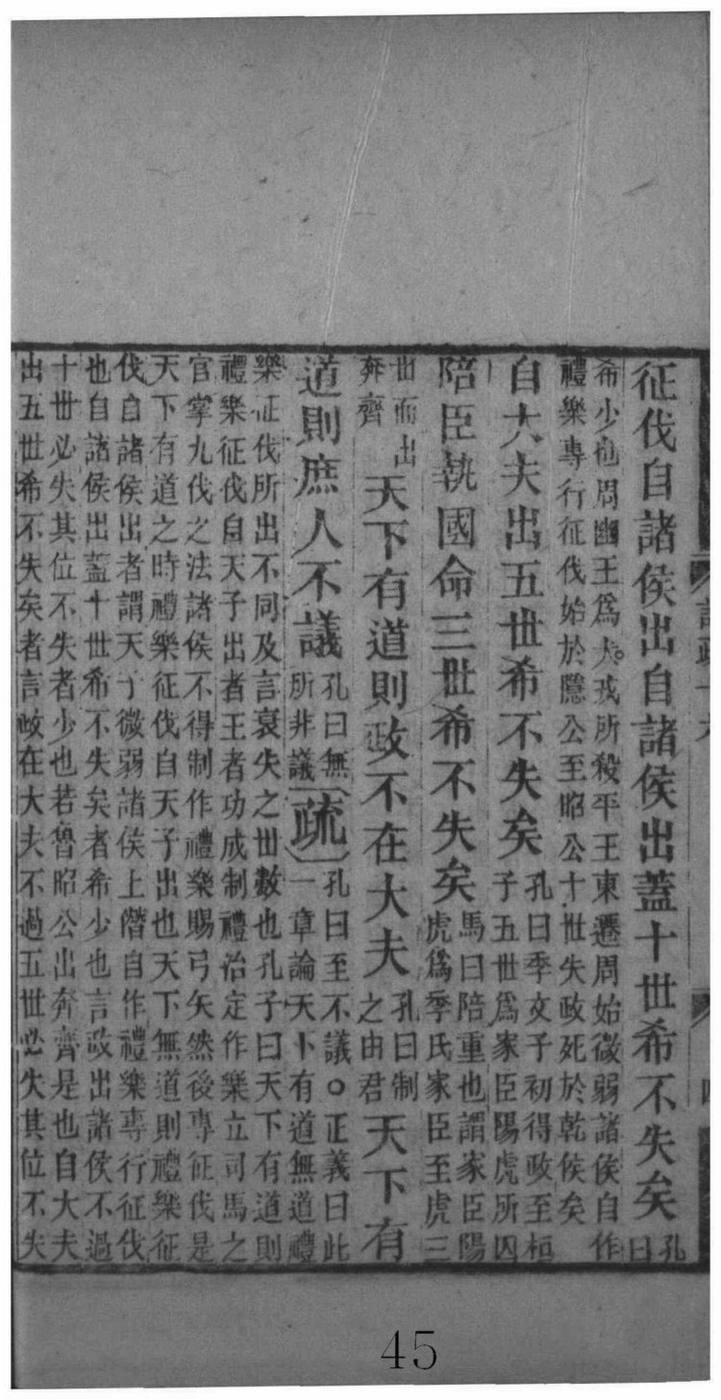 疏十六
征伐自諸侯出自諸侯出蓋十世希不失矣孔曰
希少也周幽王爲犬戎所殺平王東遷周始微弱諸侯自作
禮樂專行征伐始於隱公至昭公十世失政死於乾侯矣
自大夫出五世希不失矣孔曰季文子初得政至桓子五世爲家臣陽虎所囚
陪臣執國命三世希不失矣馬曰陪重也謂家臣陽虎爲季氏家臣至虎三
世而出奔齊天下有道則政不在大夫孔曰制之由君天下有
道則庶人不議孔曰無所非議疏孔曰至不議○正義曰此一章論天下有道無道禮
樂征伐所出不同及言衰失之世數也孔子曰天下有道則
禮樂征伐自天子出者王者功成制禮治定作樂立司馬之
官掌九伐之法諸侯不得制作禮樂賜弓矢然後專征伐是
天下有道之時禮樂征伐自天子出也天下無道則禮樂征
伐自諸侯出者謂天子微弱諸侯上僭自作禮樂專行征伐
也自諸侯出蓋十世希不失矣者希少也言政出諸侯不過
十世必失其位不失者少也若魯昭公出奔齊是也自大夫
出五世希不失矣者言政在大夫不過五世必失其位不失
45